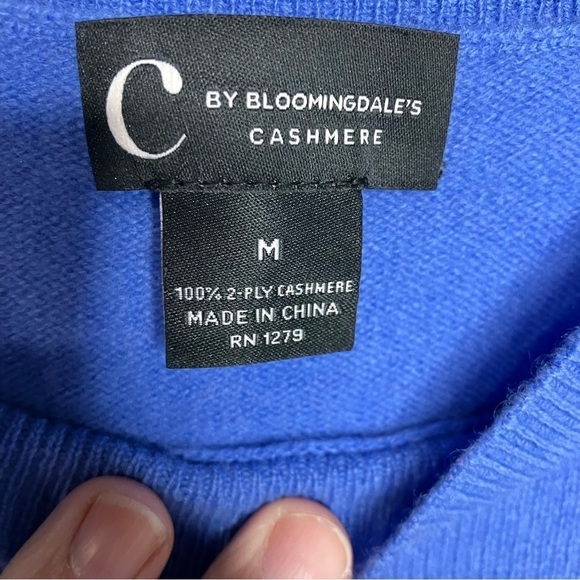 C
BY BLOOMINGDALE'S
CASHMERE
M
100% 2-PLY CASHMERE
MADE IN CHINA
RN 1279